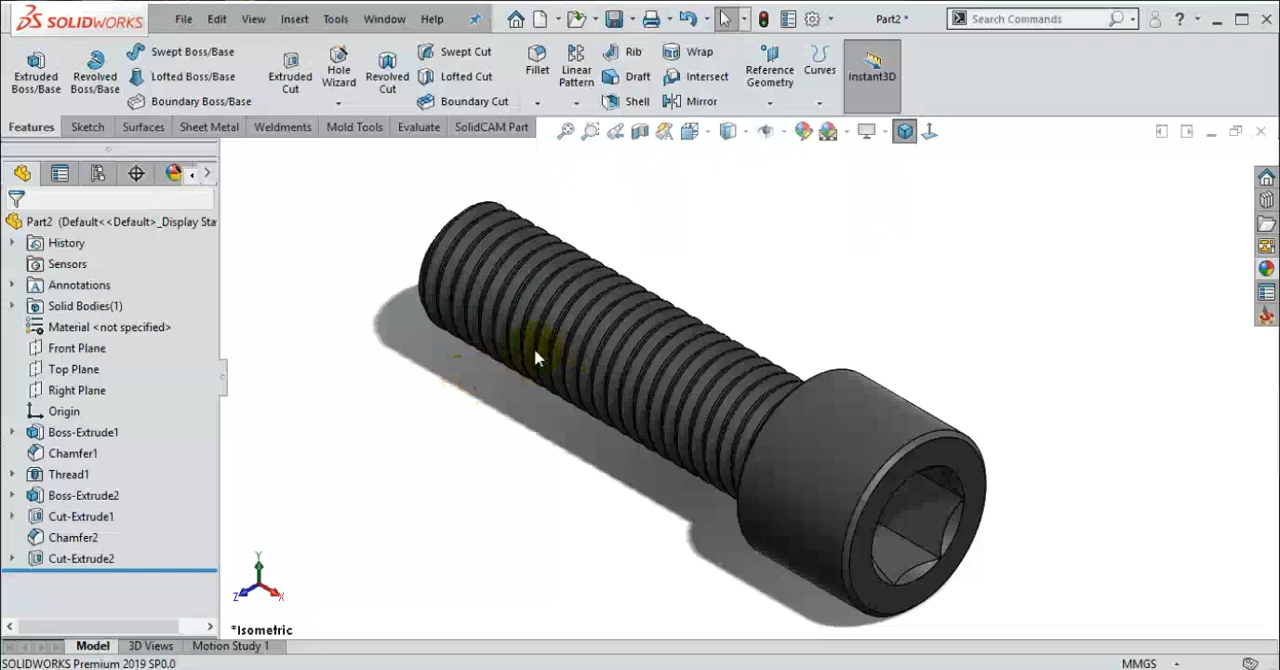 SOLIDWORKS File Edit View Insert Tools Window Help Part2 * Search Commands ?
Extruded Boss/Base
Revolved Boss/Base
Swept Boss/Base
Lofted Boss/Base
Boundary Boss/Base
Extruded Cut
Hole Wizard
Revolved Cut
Swept Cut
Lofted Cut
Boundary Cut
Fillet
Linear Pattern
Rib
Draft
Shell
Wrap
Intersect
Mirror
Reference Geometry
Curves
Instant3D
Features Sketch Surfaces Sheet Metal Weldments Mold Tools Evaluate SolidCAM Part
Part2 (Default<<Default>_Display Sta
History
Sensors
Annotations
Solid Bodies(1)
Material <not specified>
Front Plane
Top Plane
Right Plane
Origin
Boss-Extrude1
Chamfer1
Thread1
Boss-Extrude2
Cut-Extrude1
Chamfer2
Cut-Extrude2
Y
Z X
*Isometric
Model 3D Views Motion Study 1
SOLIDWORKS Premium 2019 SP0.0 MMGS